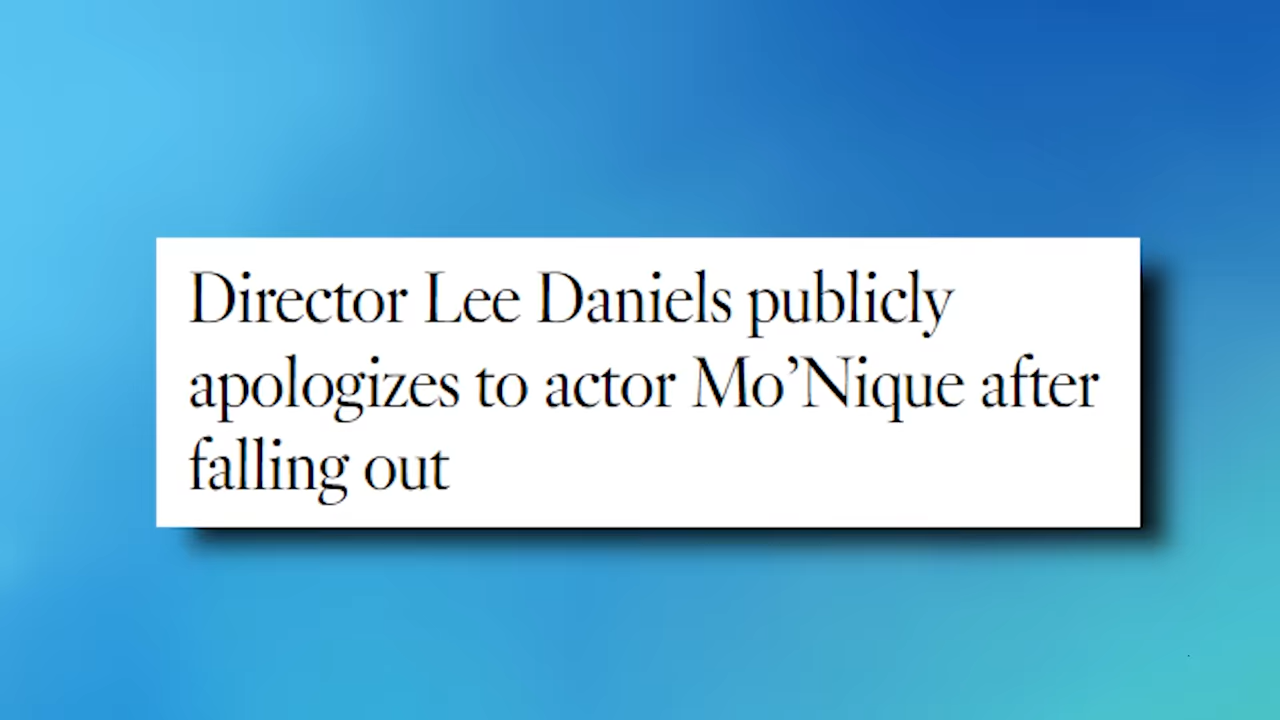 Director Lee Daniels publicly
apologizes to actor Mo’Nique after
falling out